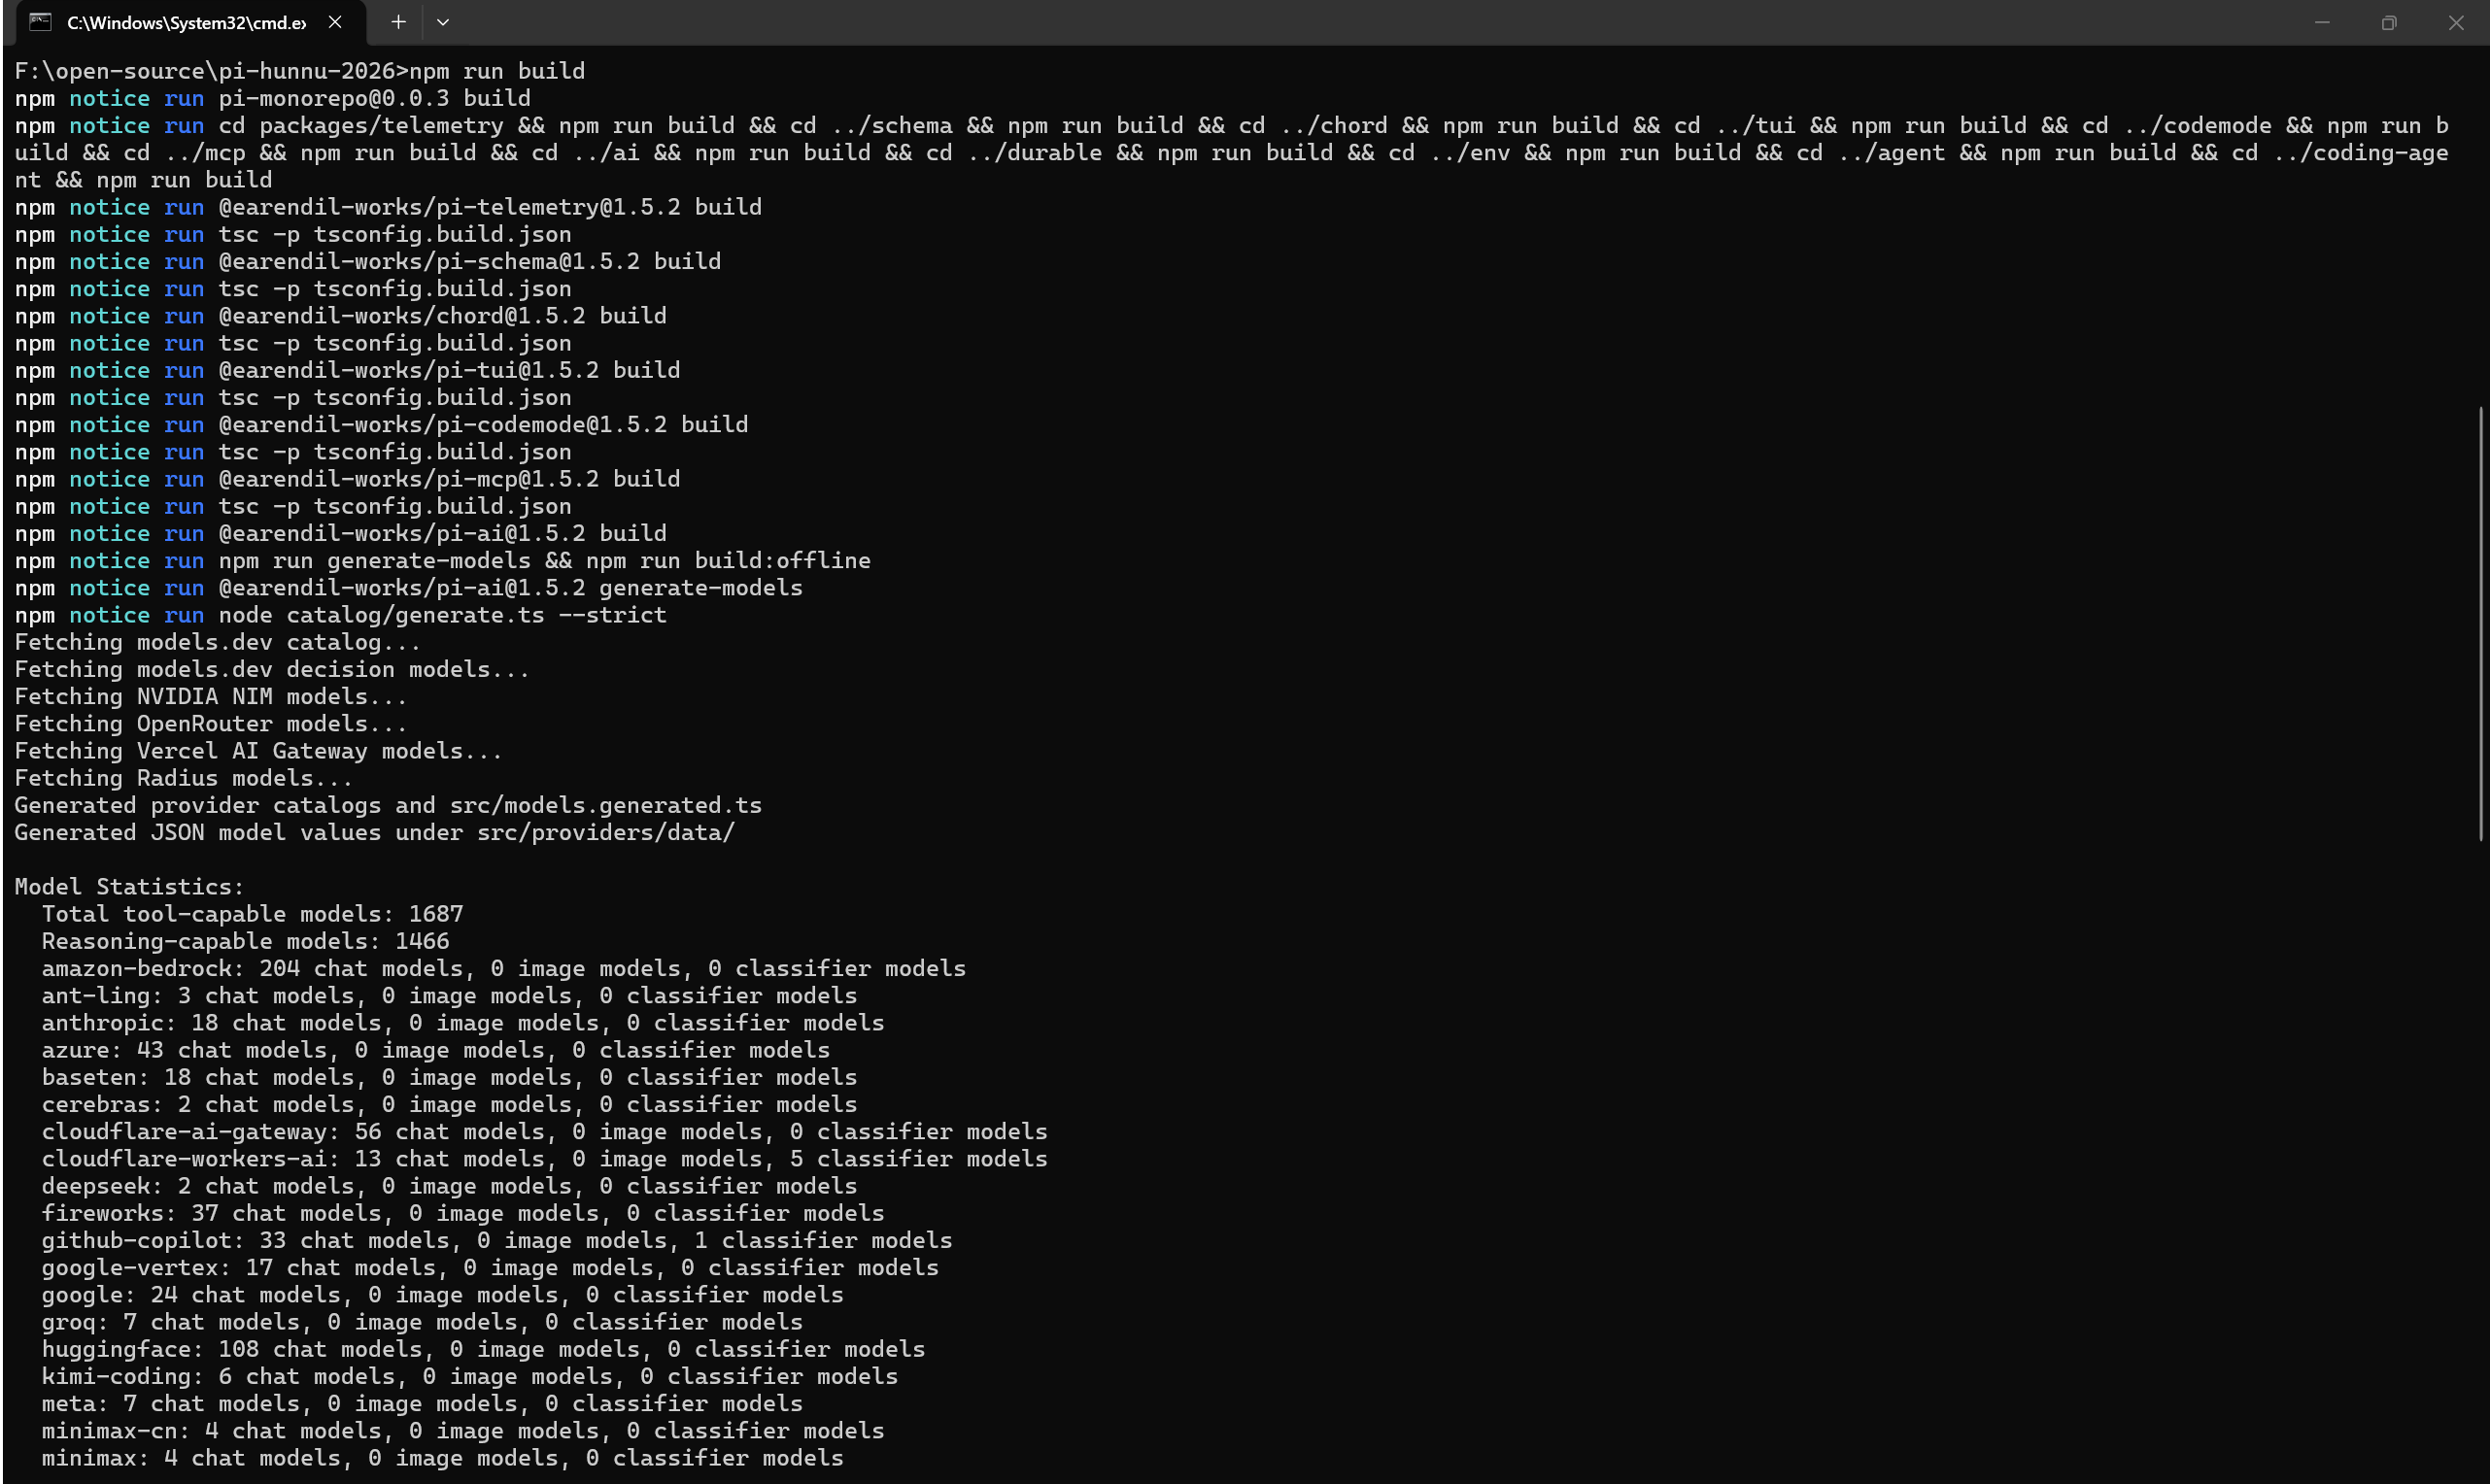 C:\Windows\System32\cmd.ex
F:\open-source\pi-hunnu-2026>npm run build
npm notice run pi-monorepo@0.0.3 build
npm notice run cd packages/telemetry && npm run build && cd ../schema && npm run build && cd ../chord && npm run build && cd ../tui && npm run build && cd ../codemode && npm run b
uild && cd ../mcp && npm run build && cd ../ai && npm run build && cd ../durable && npm run build && cd ../env && npm run build && cd ../agent && npm run build && cd ../coding-age
nt && npm run build
npm notice run @earendil-works/pi-telemetry@1.5.2 build
npm notice run tsc -p tsconfig.build.json
npm notice run @earendil-works/pi-schema@1.5.2 build
npm notice run tsc -p tsconfig.build.json
npm notice run @earendil-works/chord@1.5.2 build
npm notice run tsc -p tsconfig.build.json
npm notice run @earendil-works/pi-tui@1.5.2 build
npm notice run tsc -p tsconfig.build.json
npm notice run @earendil-works/pi-codemode@1.5.2 build
npm notice run tsc -p tsconfig.build.json
npm notice run @earendil-works/pi-mcp@1.5.2 build
npm notice run tsc -p tsconfig.build.json
npm notice run @earendil-works/pi-ai@1.5.2 build
npm notice run npm run generate-models && npm run build:offline
npm notice run @earendil-works/pi-ai@1.5.2 generate-models
npm notice run node catalog/generate.ts --strict
Fetching models.dev catalog...
Fetching models.dev decision models...
Fetching NVIDIA NIM models...
Fetching OpenRouter models...
Fetching Vercel AI Gateway models...
Fetching Radius models...
Generated provider catalogs and src/models.generated.ts
Generated JSON model values under src/providers/data/
Model Statistics:
Total tool-capable models: 1687
Reasoning-capable models: 1466
amazon-bedrock: 204 chat models, 0 image models, 0 classifier models
ant-ling: 3 chat models, 0 image models, 0 classifier models
anthropic: 18 chat models, 0 image models, 0 classifier models
azure: 43 chat models, 0 image models, 0 classifier models
baseten: 18 chat models, 0 image models, 0 classifier models
cerebras: 2 chat models, 0 image models, 0 classifier models
cloudflare-ai-gateway: 56 chat models, 0 image models, 0 classifier models
cloudflare-workers-ai: 13 chat models, 0 image models, 5 classifier models
deepseek: 2 chat models, 0 image models, 0 classifier models
fireworks: 37 chat models, 0 image models, 0 classifier models
github-copilot: 33 chat models, 0 image models, 1 classifier models
google-vertex: 17 chat models, 0 image models, 0 classifier models
google: 24 chat models, 0 image models, 0 classifier models
groq: 7 chat models, 0 image models, 0 classifier models
huggingface: 108 chat models, 0 image models, 0 classifier models
kimi-coding: 6 chat models, 0 image models, 0 classifier models
meta: 7 chat models, 0 image models, 0 classifier models
minimax-cn: 4 chat models, 0 image models, 0 classifier models
minimax: 4 chat models, 0 image models, 0 classifier models